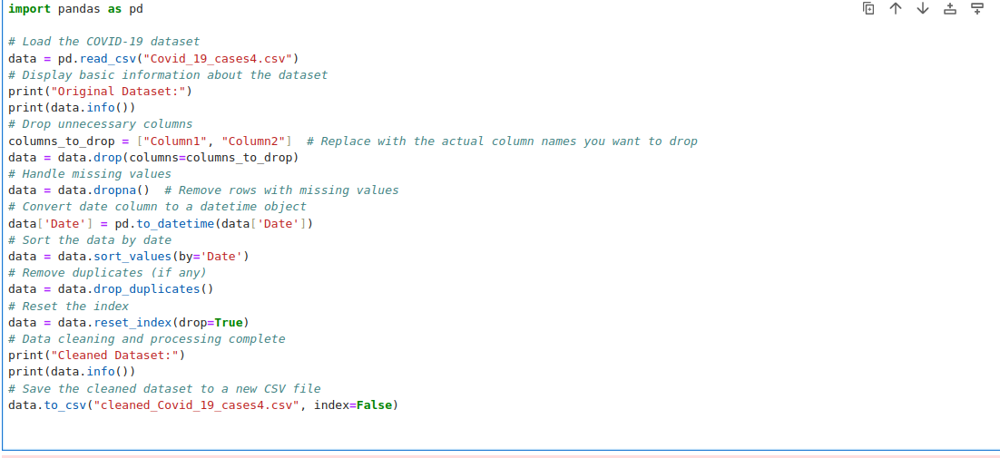 import pandas as pd
# Load the COVID-19 dataset
data = pd.read_csv("Covid_19_cases4.csv")
# Display basic information about the dataset
print("Original Dataset:")
print(data.info())
# Drop unnecessary columns
columns_to_drop = ["Column1", "Column2"]  # Replace with the actual column names you want to drop
data = data.drop(columns=columns_to_drop)
# Handle missing values
data = data.dropna()  # Remove rows with missing values
# Convert date column to a datetime object
data['Date'] = pd.to_datetime(data['Date'])
# Sort the data by date
data = data.sort_values(by='Date')
# Remove duplicates (if any)
data = data.drop_duplicates()
# Reset the index
data = data.reset_index(drop=True)
# Data cleaning and processing complete
print("Cleaned Dataset:")
print(data.info())
# Save the cleaned dataset to a new CSV file
data.to_csv("cleaned_Covid_19_cases4.csv", index=False)